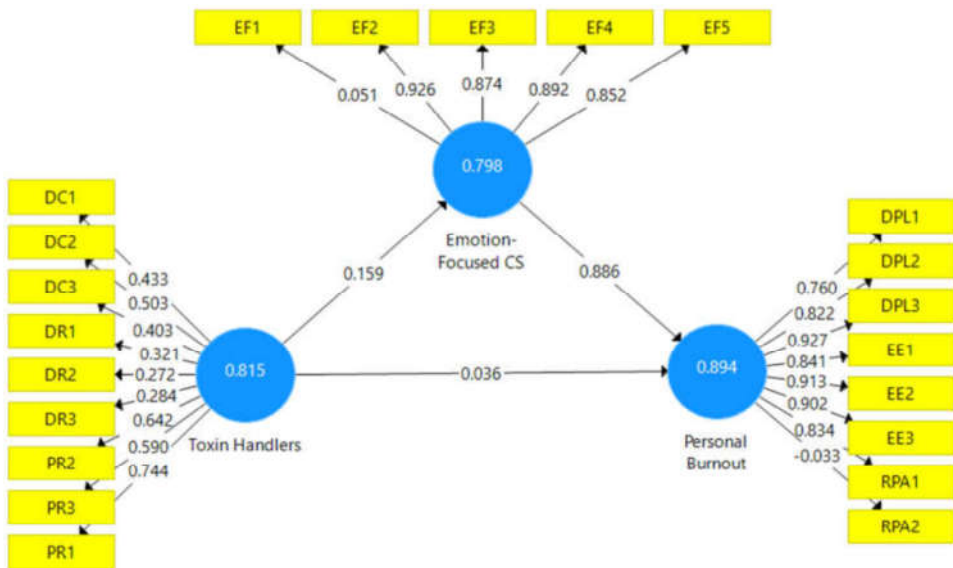 EF1 EF2 EF3 EF4 EF5
0.051 0.926 0.874 0.892 0.852
0.798
Emotion-
Focused CS
0.159
0.886
DC1
DC2
DC3
DR1
DR2
DR3
PR2
PR3
PR1
0.433
0.503
0.403
0.321
0.272
0.284
0.642
0.590
0.744
0.815
Toxin Handlers
0.036
0.894
Personal
Burnout
0.760
0.822
0.927
0.841
0.913
0.902
0.834
-0.033
DPL1
DPL2
DPL3
EE1
EE2
EE3
RPA1
RPA2